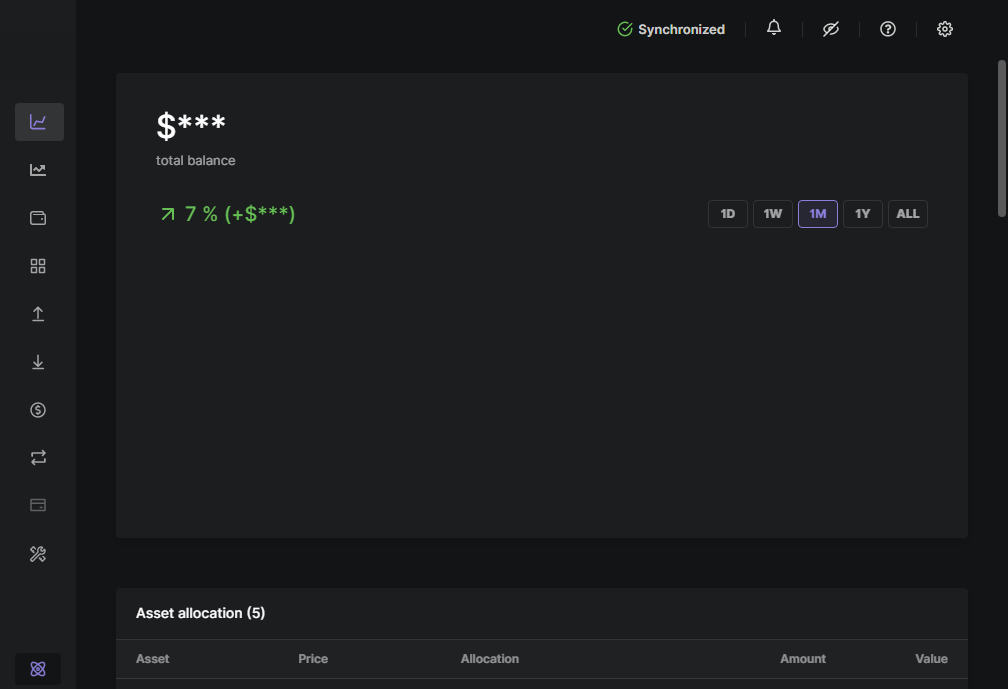 Synchronized
$***
total balance
7 % (+$***)
1D 1W 1M 1Y ALL
Asset allocation (5)
Asset Price Allocation Amount Value